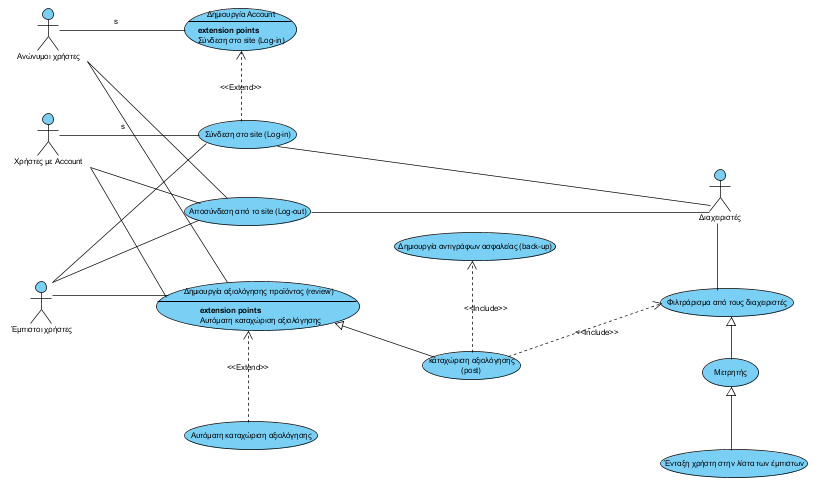 Δημιουργία Account
s
extension points
Σύνδεση στο site (Log-in)
Ανώνυμοι χρήστες
<<Extend>>
s
Σύνδεση στο site (Log-in)
Χρήστες με Account
Αποσύνδεση από το site (Log-out)
Διαχειριστές
Δημιουργία αντιγράφων ασφαλείας (back-up)
Δημιουργία αξιολόγησης προϊόντος (review)
extension points
Αυτόματη καταχώριση αξιολόγησης
<<Include>>
Φιλτράρισμα από τους διαχειριστές
Έμπιστοι χρήστες
<<Include>>
<<Extend>>
καταχώριση αξιολόγησης
(post)
Μετρητής
Αυτόματη καταχώριση αξιολόγησης
Ένταξη χρήστη στην λίστα των έμπιστων